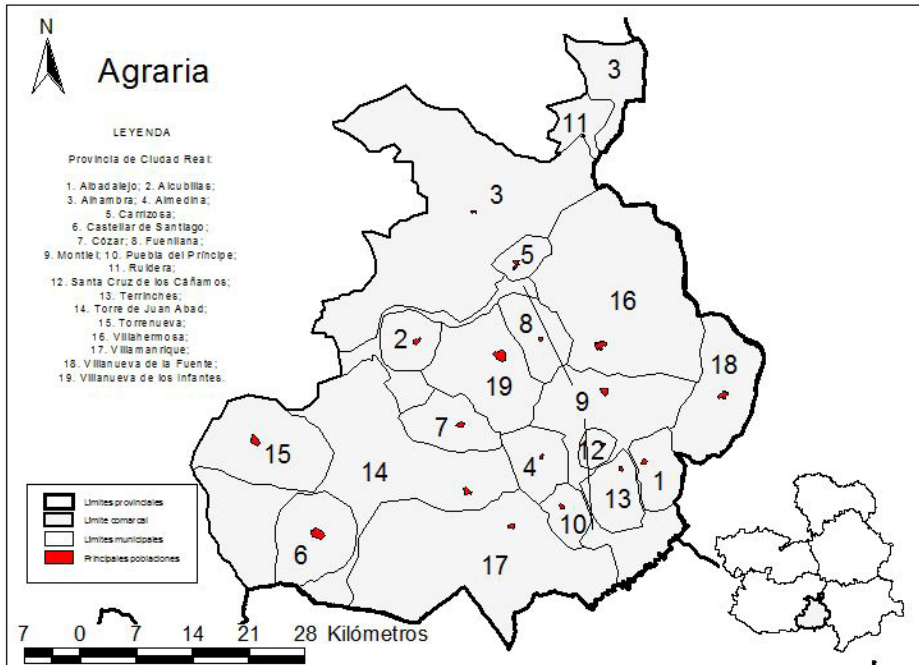 N
Agraria
LEYENDA
Provincia de Ciudad Real:
1. Albadalejo; 2. Alcubillas;
3. Alhambra; 4. Almedina;
5. Carrizosa;
6. Castellar de Santiago;
7. Cózar; 8. Fuenllana;
9. Montiel; 10. Puebla del Príncipe;
11. Ruidera;
12. Santa Cruz de los Cáñamos;
13. Terrinches;
14. Torre de Juan Abad;
15. Torrenueva;
16. Villahermosa;
17. Villamanrique;
18. Villanueva de la Fuente;
19. Villanueva de los Infantes.
3
11
3
5
16
2
8
18
19
9
7
15
12
4
14
1
13
10
6
17
Límites provinciales
Límite comarcal
Límites municipales
Principales poblaciones
7 0 7 14 21 28 Kilómetros